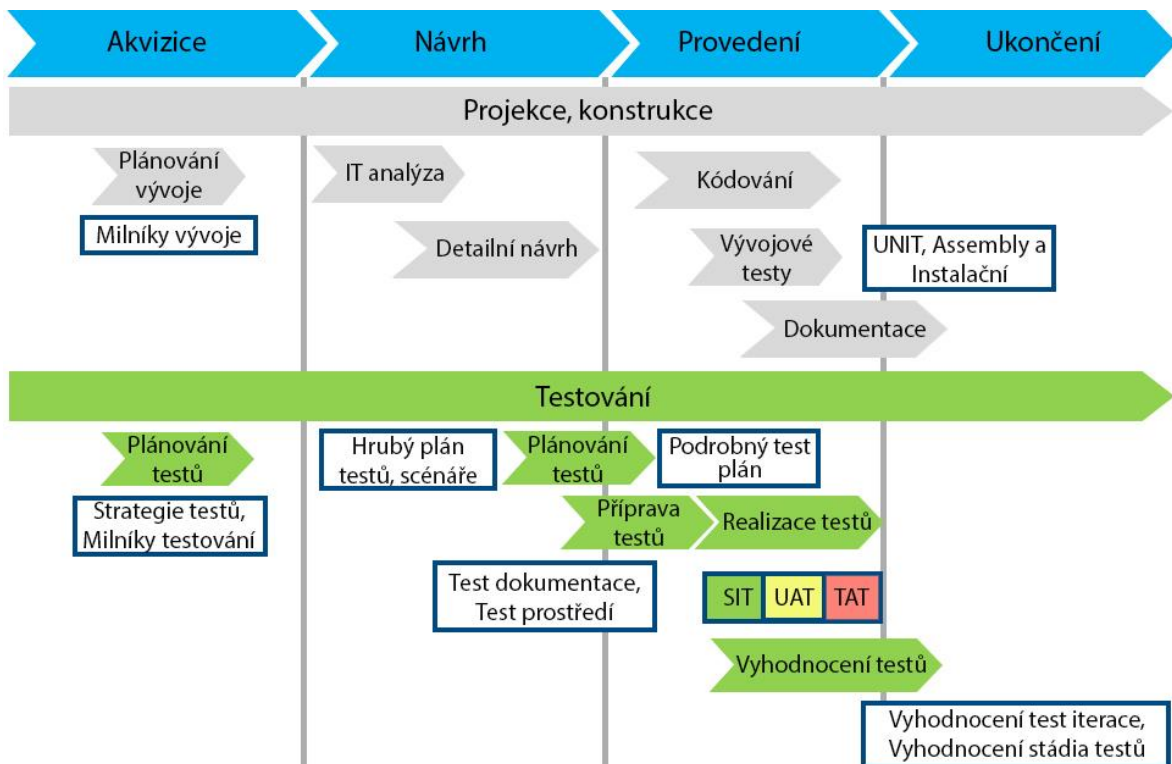 Akvizice
Návrh
Provedení
Ukončení
Projekce, konstrukce
Plánování
vývoje
IT analýza
Kódování
Milníky vývoje
Detailní návrh
Vývojové
testy
UNIT, Assembly a
Instalační
Dokumentace
Testování
Plánování
testů
Hrubý plán
testů, scénáře
Plánování
testů
Podrobný test
plán
Strategie testů,
Milníky testování
Příprava
testů
Realizace testů
Test dokumentace,
Test prostředí
SIT
UAT
TAT
Vyhodnocení testů
Vyhodnocení test iterace,
Vyhodnocení stádia testů